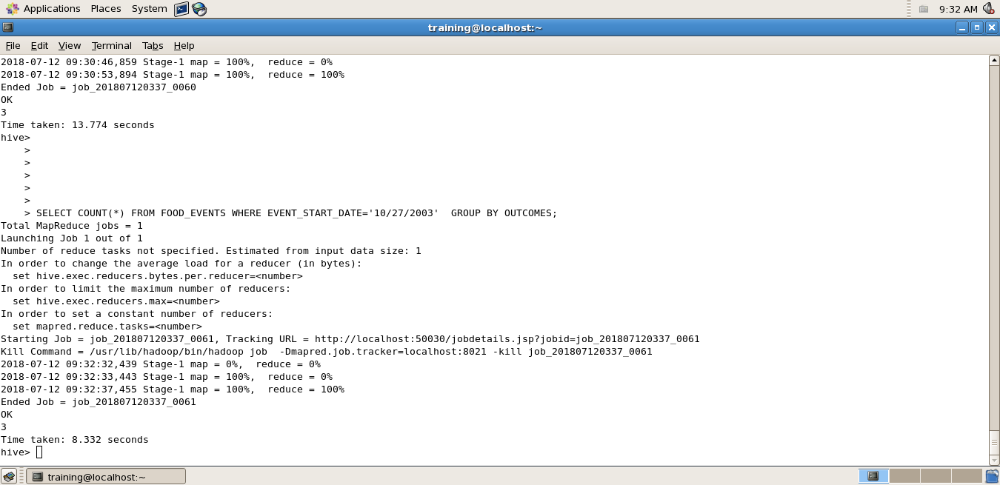 Applications Places System 9:32 AM
training@localhost:~
File Edit View Terminal Tabs Help
2018-07-12 09:30:46,859 Stage-1 map = 100%,  reduce = 0%
2018-07-12 09:30:53,894 Stage-1 map = 100%,  reduce = 100%
Ended Job = job_201807120337_0060
OK
3
Time taken: 13.774 seconds
hive>
    >
    >
    >
    >
    >
    > SELECT COUNT(*) FROM FOOD_EVENTS WHERE EVENT_START_DATE='10/27/2003'  GROUP BY OUTCOMES;
Total MapReduce jobs = 1
Launching Job 1 out of 1
Number of reduce tasks not specified. Estimated from input data size: 1
In order to change the average load for a reducer (in bytes):
  set hive.exec.reducers.bytes.per.reducer=<number>
In order to limit the maximum number of reducers:
  set hive.exec.reducers.max=<number>
In order to set a constant number of reducers:
  set mapred.reduce.tasks=<number>
Starting Job = job_201807120337_0061, Tracking URL = http://localhost:50030/jobdetails.jsp?jobid=job_201807120337_0061
Kill Command = /usr/lib/hadoop/bin/hadoop job  -Dmapred.job.tracker=localhost:8021 -kill job_201807120337_0061
2018-07-12 09:32:32,439 Stage-1 map = 0%,  reduce = 0%
2018-07-12 09:32:33,443 Stage-1 map = 100%,  reduce = 0%
2018-07-12 09:32:37,455 Stage-1 map = 100%,  reduce = 100%
Ended Job = job_201807120337_0061
OK
3
Time taken: 8.332 seconds
hive>
training@localhost:~